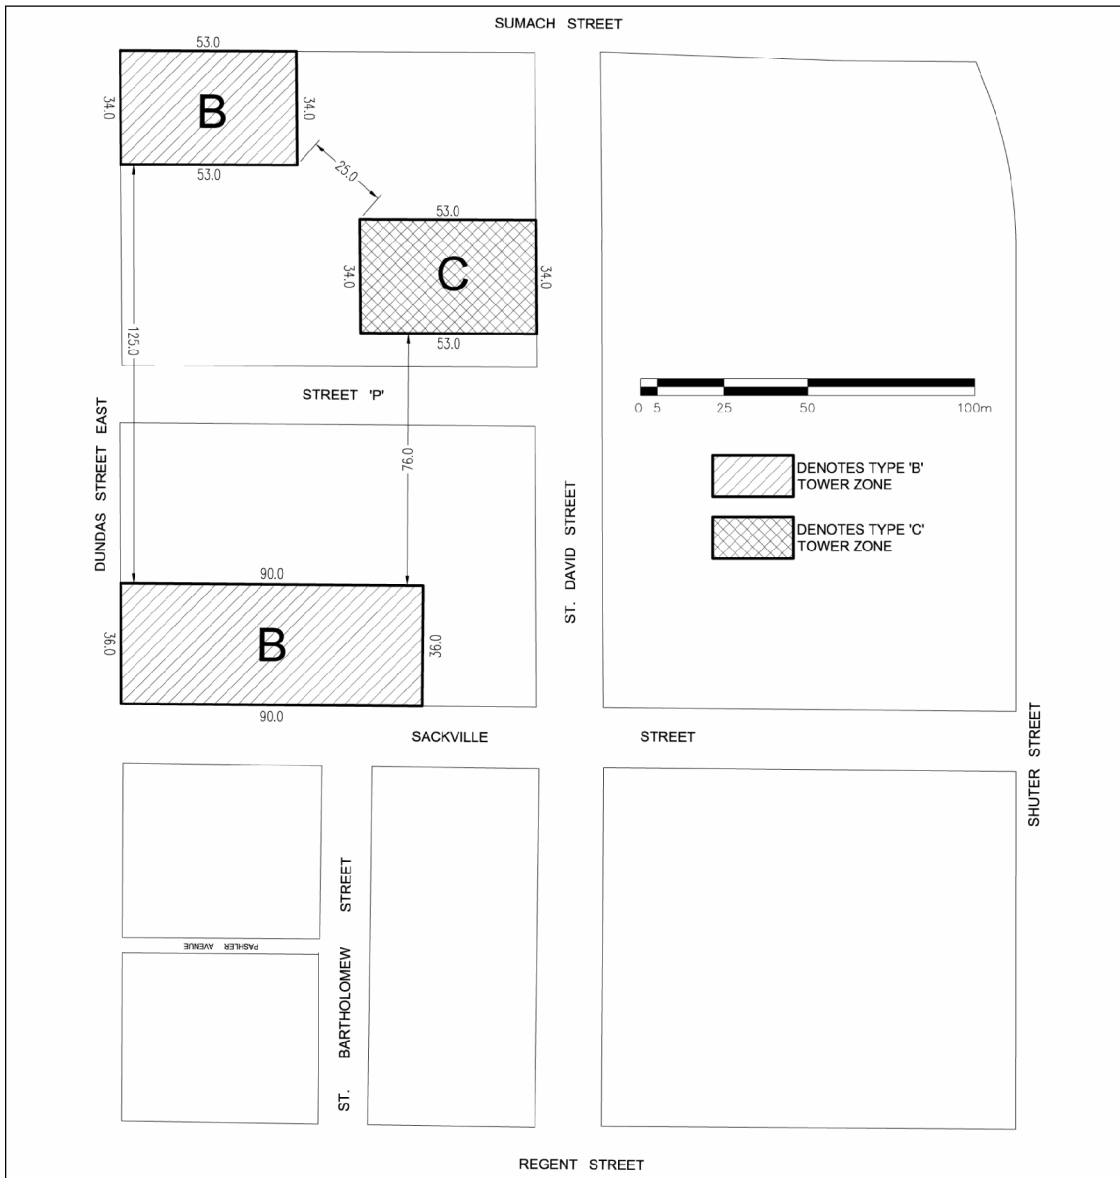 SUMACH STREET
53.0
34.0
B
34.0
53.0
25.0
53.0
34.0
C
34.0
53.0
125.0
STREET 'P'
76.0
DUNDAS STREET EAST
ST. DAVID STREET
0 5 25 50 100m
DENOTES TYPE 'B'
TOWER ZONE
DENOTES TYPE 'C'
TOWER ZONE
90.0
36.0
B
36.0
90.0
SACKVILLE STREET
SHUTER STREET
PASHLER AVENUE
ST. BARTHOLOMEW STREET
REGENT STREET